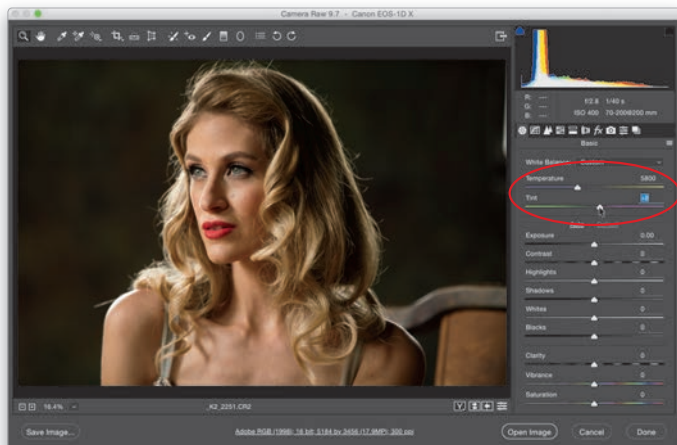 Camera Raw 9.7 - Canon EOS-1D X
R: ---
G: ---
B: ---
f/2.8 1/40 s
ISO 400 70-200@200 mm
Basic
White Balance: Custom
Temperature 5800
Tint
Auto Default
Exposure 0.00
Contrast 0
Highlights 0
Shadows 0
Whites 0
Blacks 0
Clarity 0
Vibrance 0
Saturation 0
16.4%
_K2_2251.CR2
Y
Save Image...
Adobe RGB (1998); 16 bit; 5184 by 3456 (17.9MP); 300 ppi
Open Image
Cancel
Done